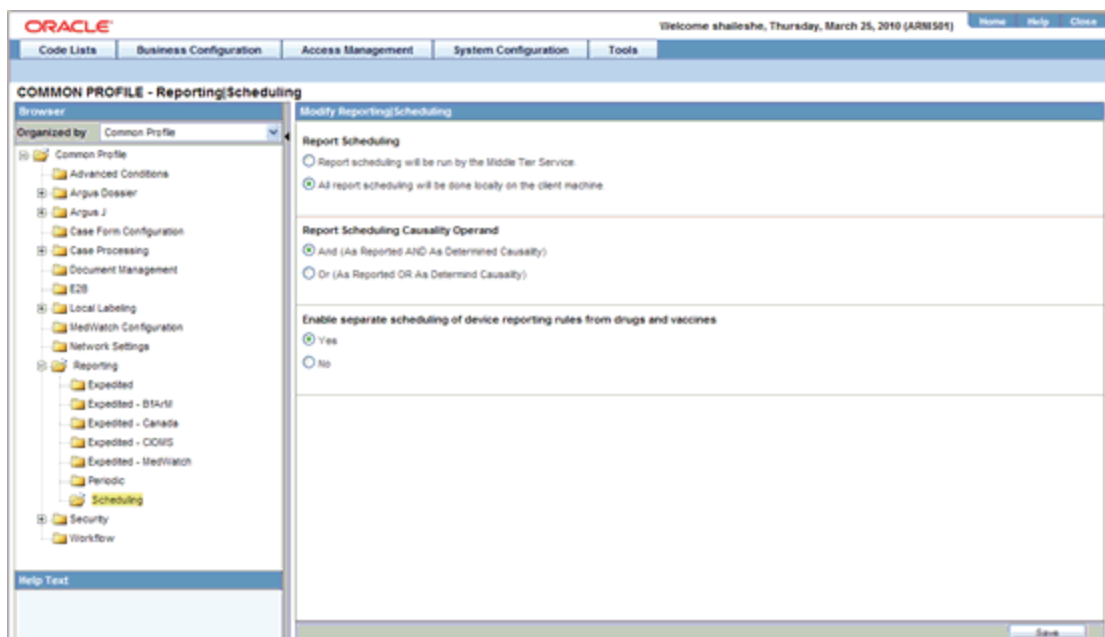 ORACLE
Welcome shaileshe, Thursday, March 25, 2010 (ARNIS01)
Home Help Close
Code Lists Business Configuration Access Management System Configuration Tools
COMMON PROFILE - Reporting|Scheduling
Browser
Organized by Common Profile
Common Profile
Advanced Conditions
Argus Dossier
Argus J
Case Form Configuration
Case Processing
Document Management
E2B
Local Labeling
MedWatch Configuration
Network Settings
Reporting
Expedited
Expedited - BfArM
Expedited - Canada
Expedited - CIOMS
Expedited - MedWatch
Periodic
Scheduling
Security
Workflow
Help Text
Modify Reporting|Scheduling
Report Scheduling
Report scheduling will be run by the Middle Tier Service.
All report scheduling will be done locally on the client machine.
Report Scheduling Causality Operand
And (As Reported AND As Determined Causality)
Or (As Reported OR As Determind Causality)
Enable separate scheduling of device reporting rules from drugs and vaccines
Yes
No
Save